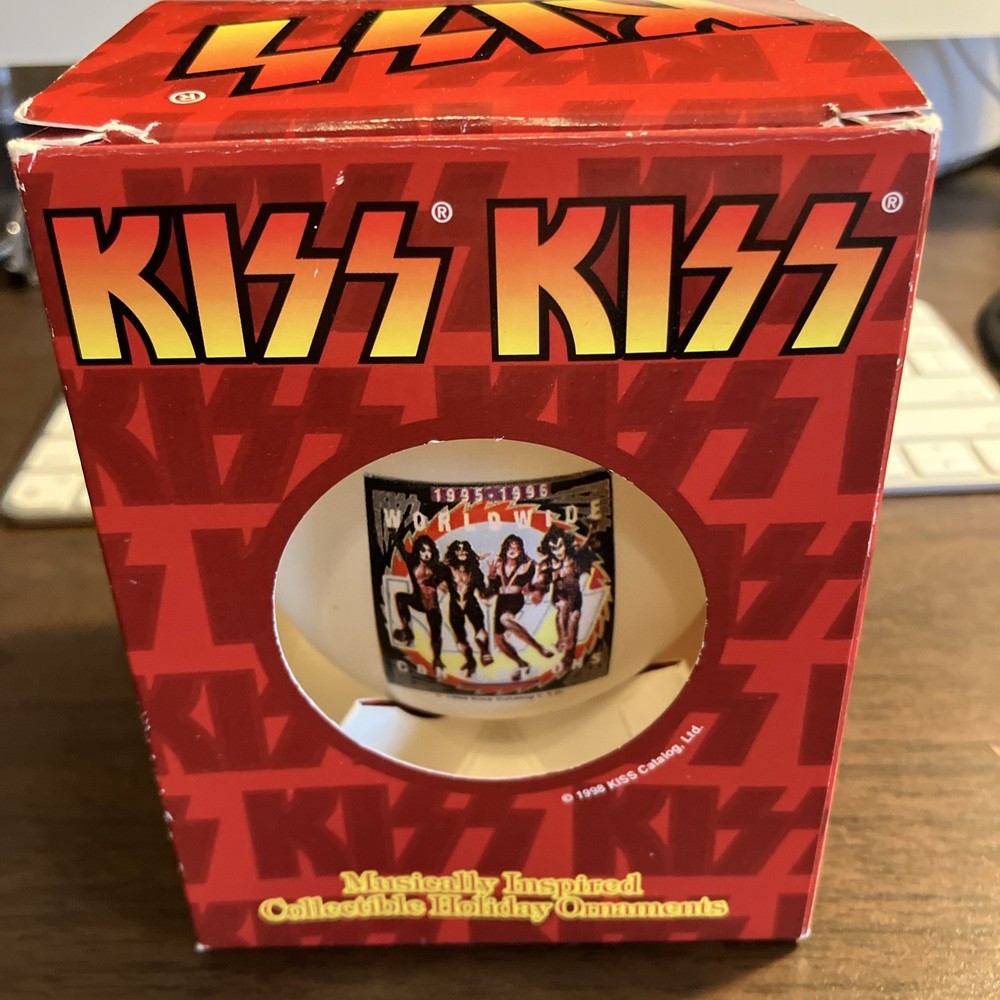 KISS®
KISS® KISS®
1995-1996
WORLDWIDE
© 1998 KISS Catalog, Ltd.
Musically Inspired
Collectible Holiday Ornaments